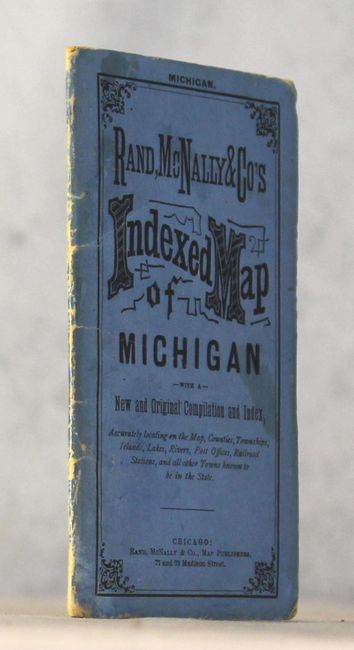 MICHIGAN.
RAND, MCNALLY & CO'S
Indexed Map
of
MICHIGAN
—WITH A—
New and Original Compilation and Index,
Accurately locating on the Map, Counties, Townships,
Islands, Lakes, Rivers, Post Offices, Railroad
Stations, and all other Towns known to
be in the State.
CHICAGO:
RAND, MCNALLY & CO., MAP PUBLISHERS,
77 and 79 Madison Street.